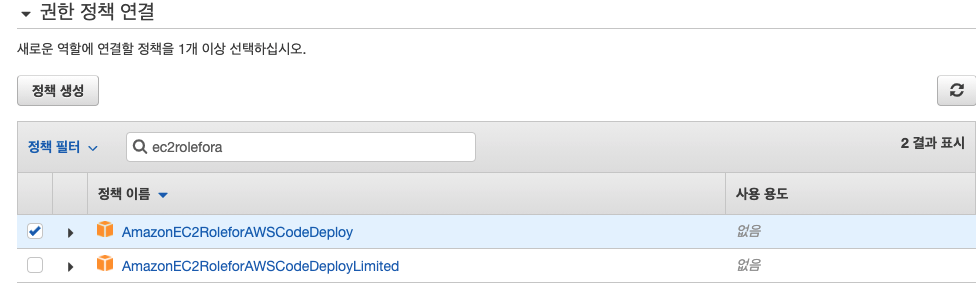 권한 정책 연결
새로운 역할에 연결할 정책을 1개 이상 선택하십시오.
정책 생성
정책 필터 ec2rolefora 2 결과 표시
정책 이름 사용 용도
AmazonEC2RoleforAWSCodeDeploy 없음
AmazonEC2RoleforAWSCodeDeployLimited 없음